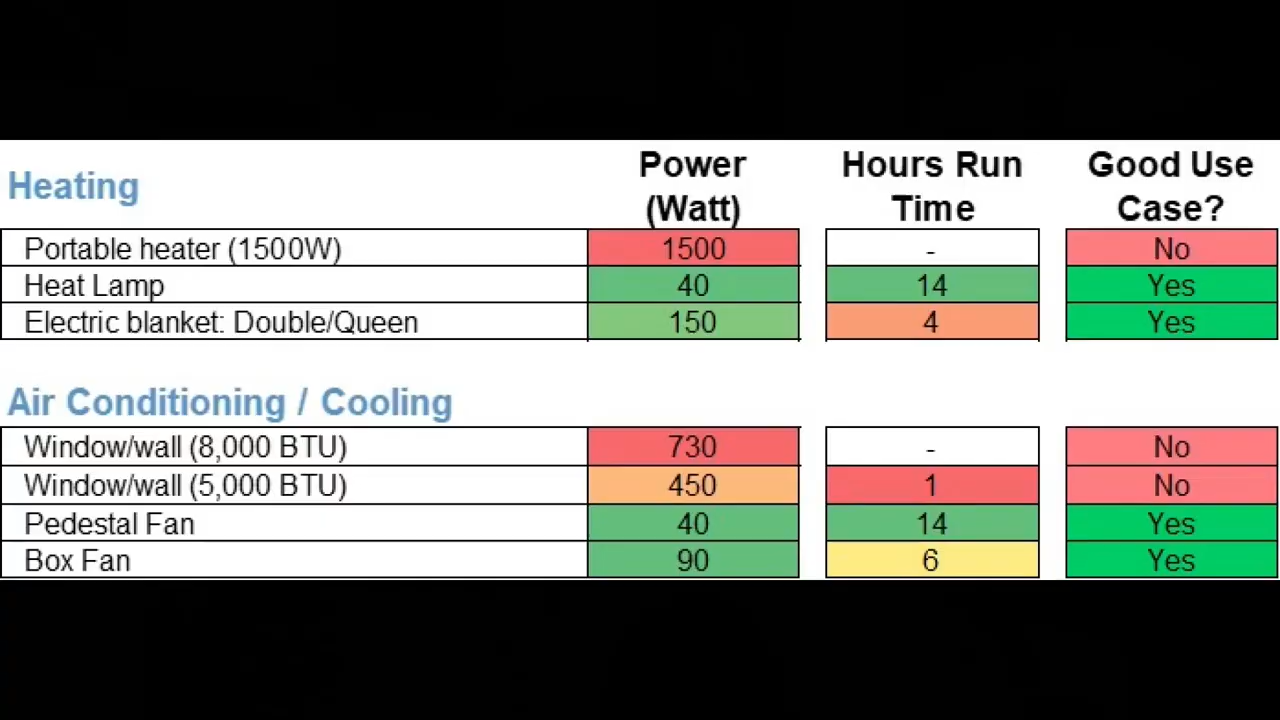 Heating Power (Watt) Hours Run Time Good Use Case?
Portable heater (1500W) 1500 - No
Heat Lamp 40 14 Yes
Electric blanket: Double/Queen 150 4 Yes
Air Conditioning / Cooling
Window/wall (8,000 BTU) 730 - No
Window/wall (5,000 BTU) 450 1 No
Pedestal Fan 40 14 Yes
Box Fan 90 6 Yes